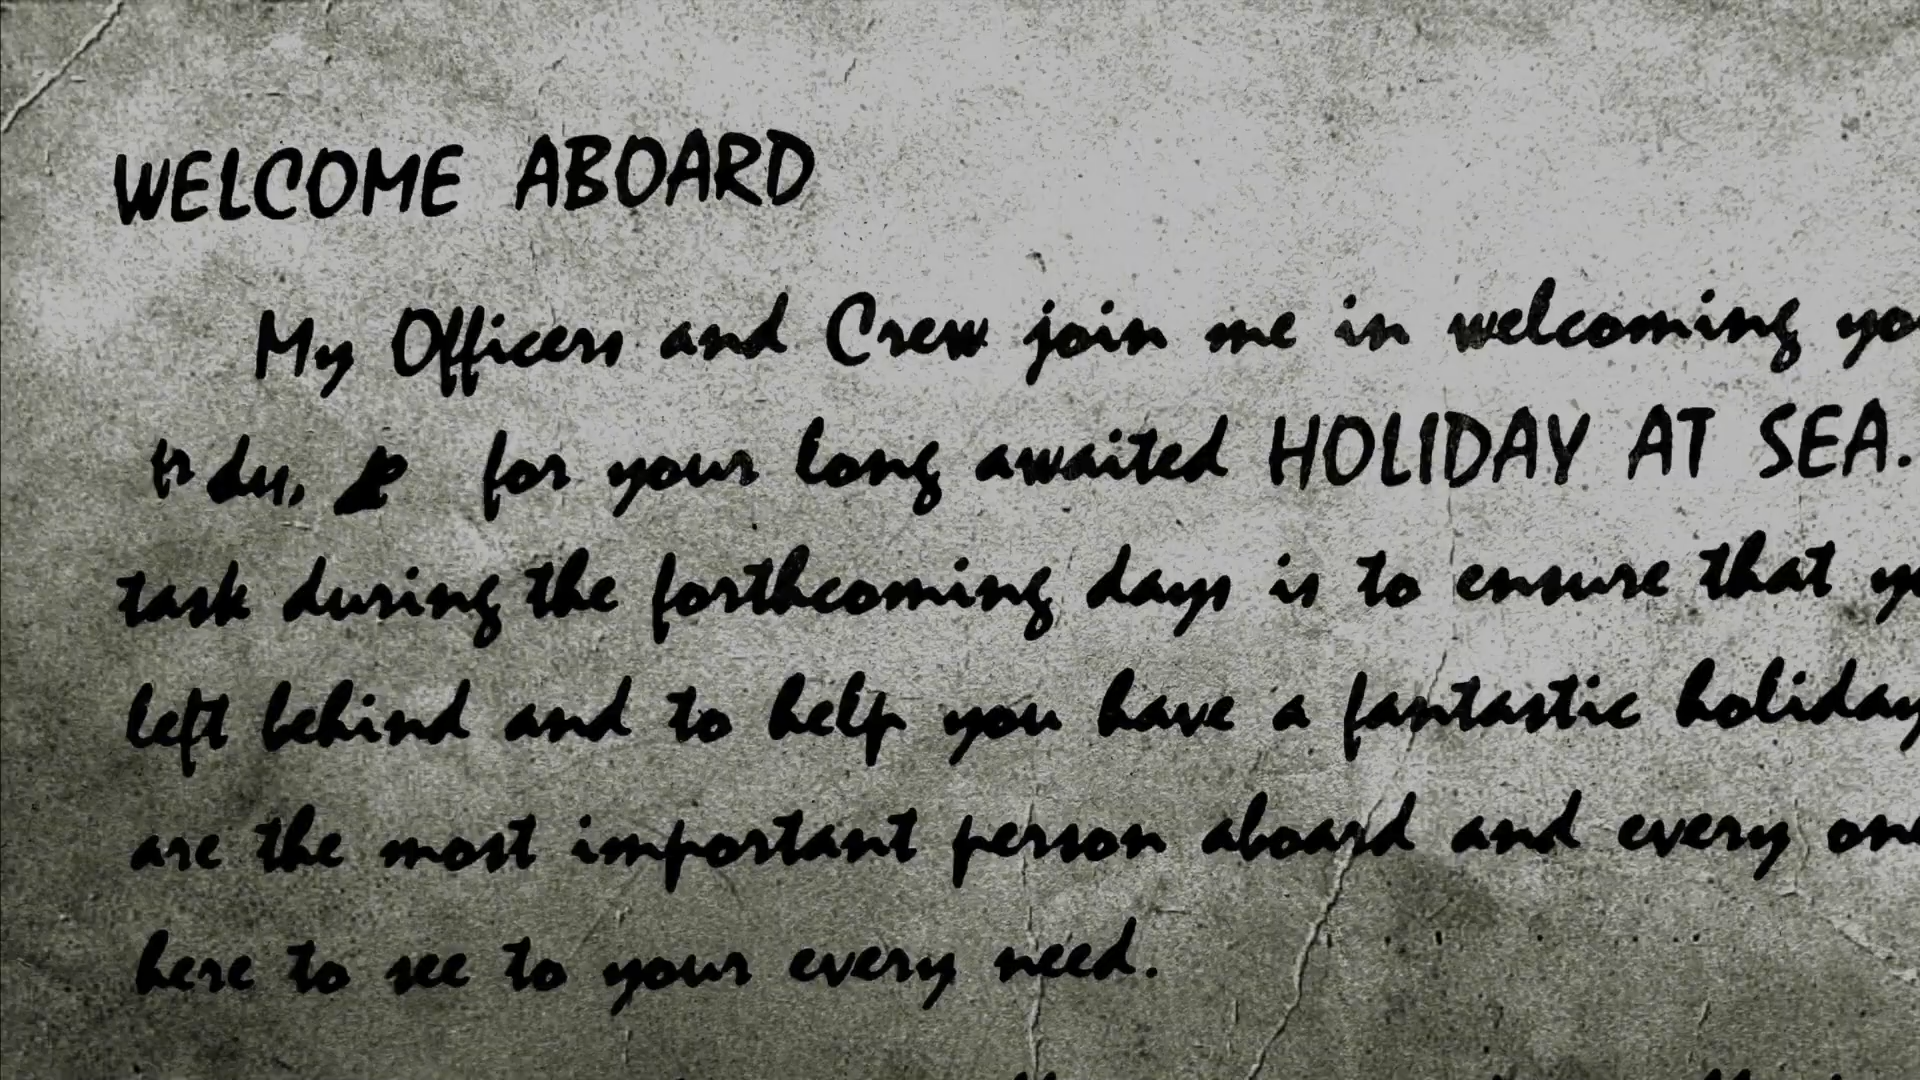 WELCOME ABOARD
My Officers and Crew join me in welcoming
for your long awaited HOLIDAY AT SEA.
task during the forthcoming days is to ensure that
left behind and to help you have a fantastic holiday
are the most important person aboard and every
here to see to your every need.